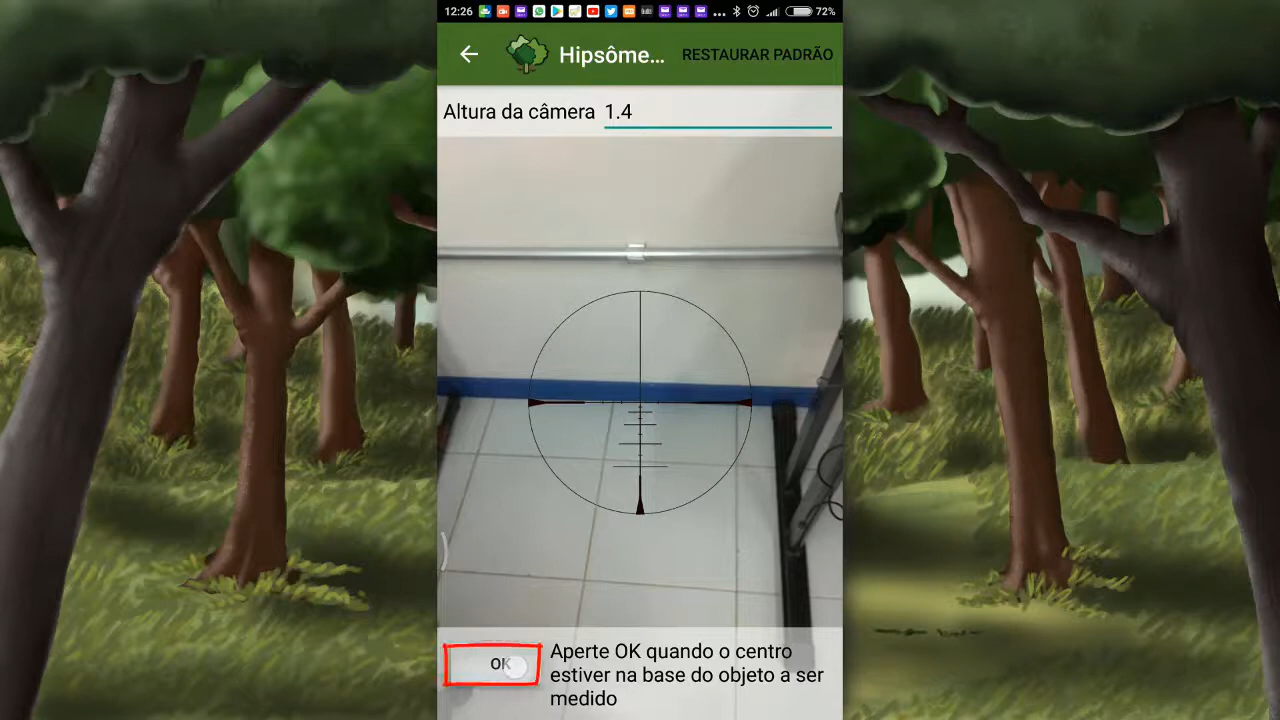 12:26
72%
Hipsôme...
RESTAURAR PADRÃO
Altura da câmera 1.4
OK
Aperte OK quando o centro
estiver na base do objeto a ser
medido